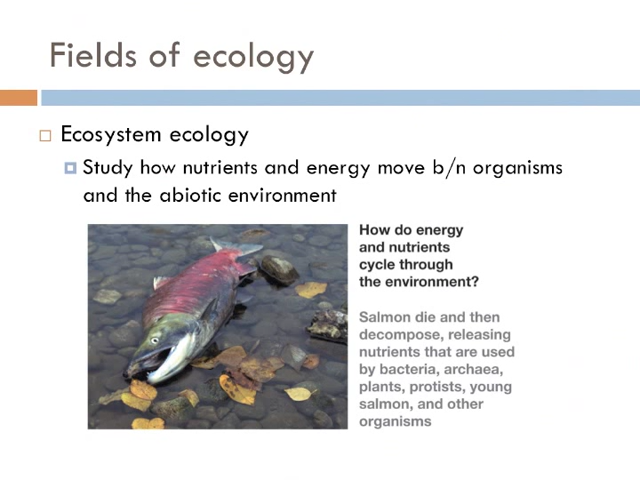 Fields of ecology
Ecosystem ecology
Study how nutrients and energy move b/n organisms
and the abiotic environment
How do energy
and nutrients
cycle through
the environment?
Salmon die and then
decompose, releasing
nutrients that are used
by bacteria, archaea,
plants, protists, young
salmon, and other
organisms